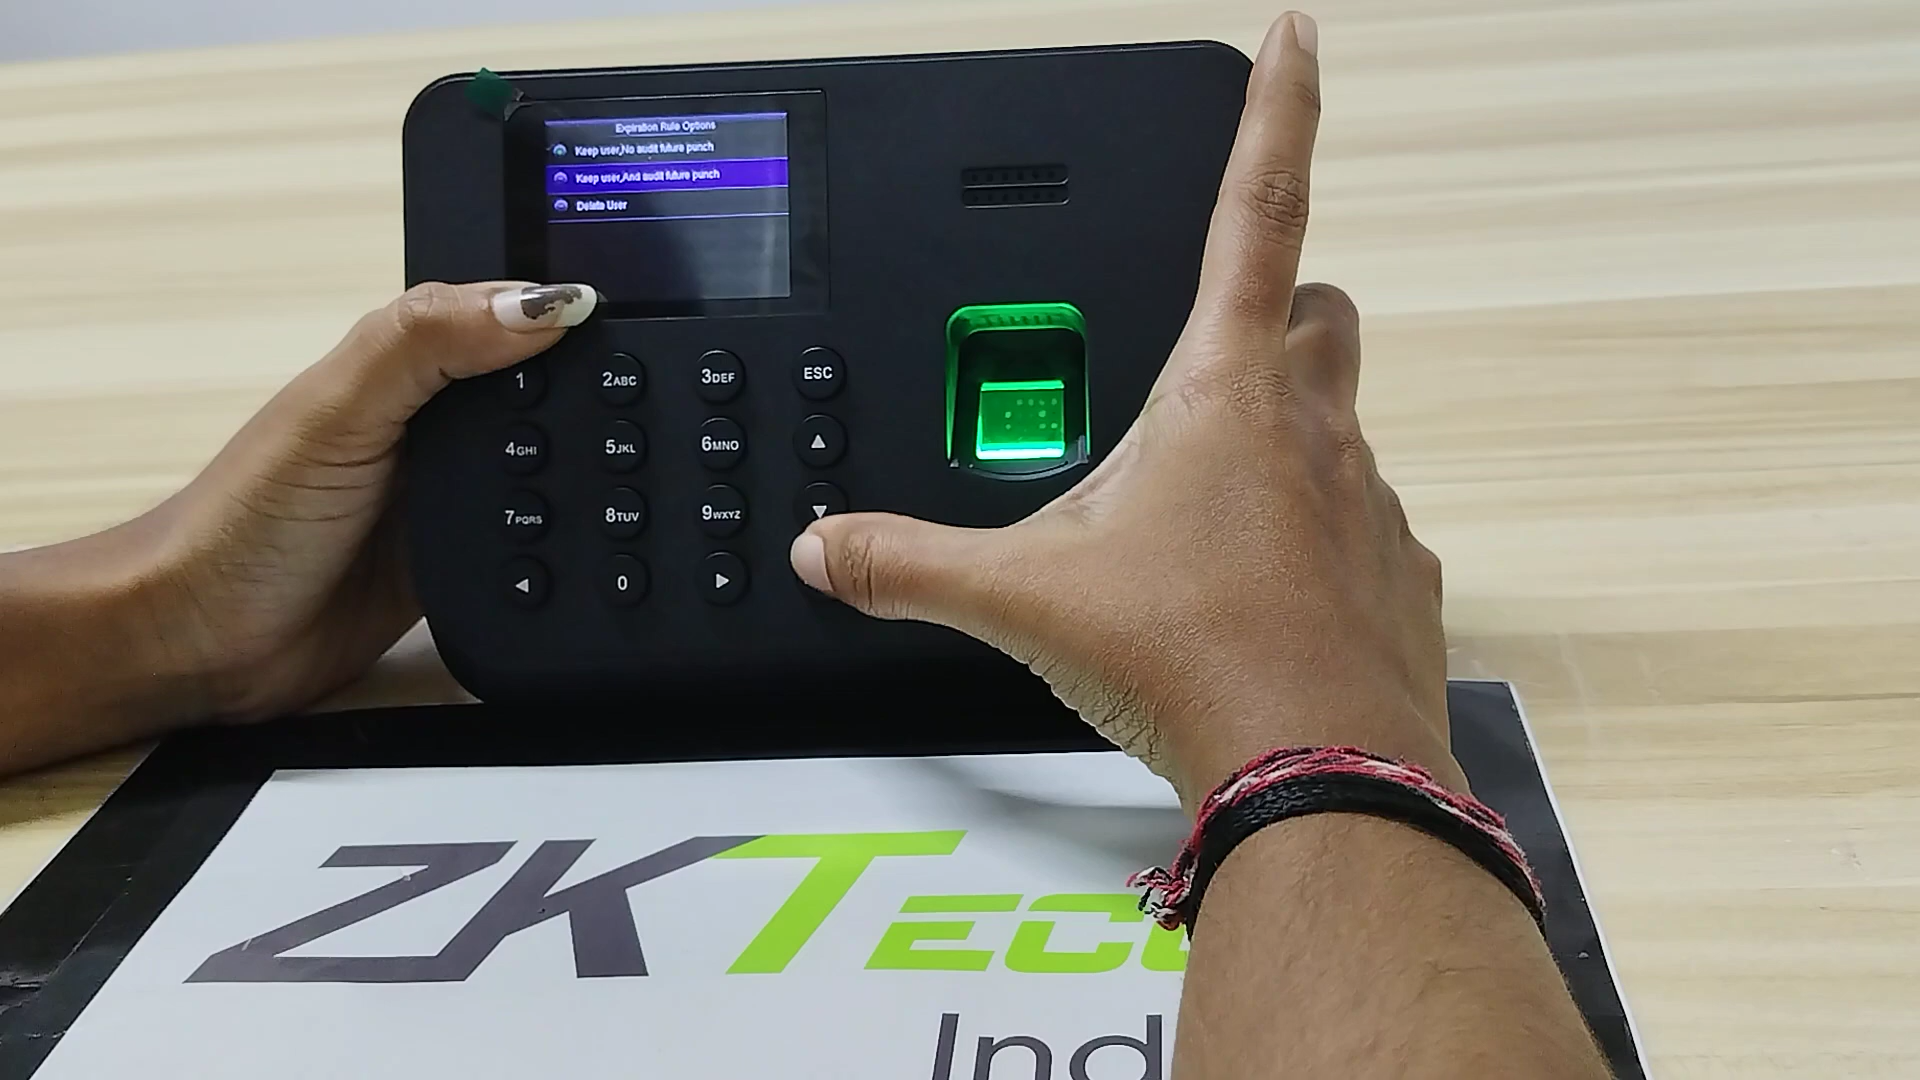 Expiration Rule Options
Keep user,No audit future punch
Keep user,And audit future punch
Delete User
1 2ABC 3DEF ESC
4GHI 5JKL 6MNO
7PQRS 8TUV 9WXYZ
0
ZKTec
Ind